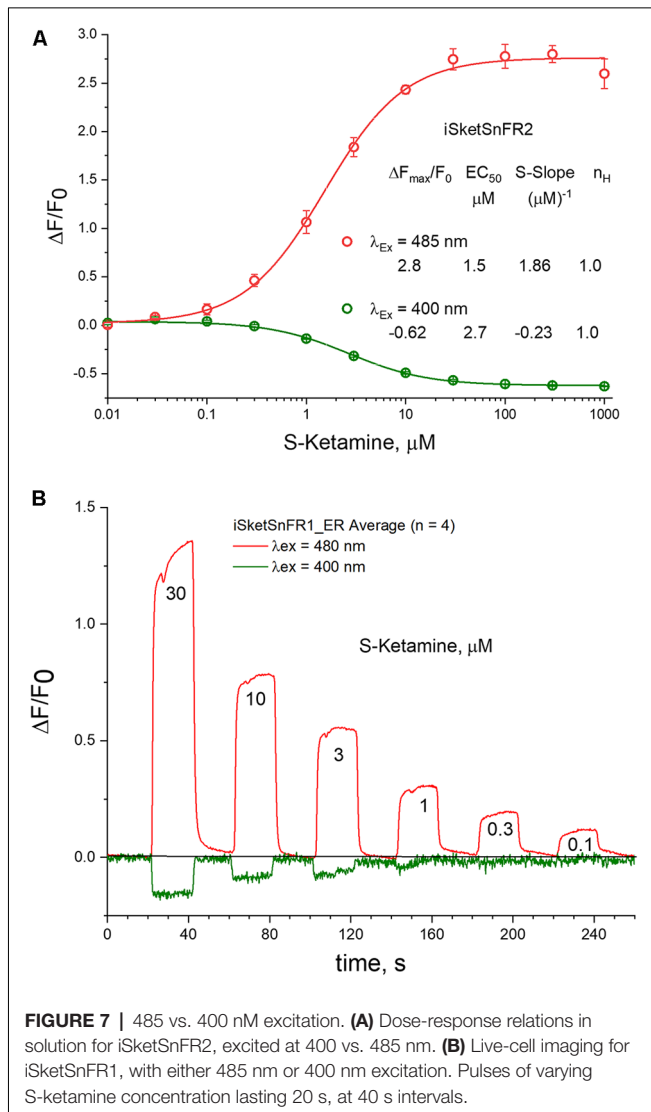 A
3.0
2.5
2.0
1.5
1.0
0.5
0.0
-0.5
ΔF/F0
iSketSnFR2
ΔFmax/F0 EC50 S-Slope nH
μM (μM)-1
λEx = 485 nm
2.8 1.5 1.86 1.0
λEx = 400 nm
-0.62 2.7 -0.23 1.0
0.01 0.1 1 10 100 1000
S-Ketamine, μM
B
1.5
1.0
0.5
0.0
ΔF/F0
iSketSnFR1_ER Average (n = 4)
λex = 480 nm
λex = 400 nm
S-Ketamine, μM
30
10
3
1
0.3
0.1
0 40 80 120 160 200 240
time, s
FIGURE 7 | 485 vs. 400 nM excitation. (A) Dose-response relations in
solution for iSketSnFR2, excited at 400 vs. 485 nm. (B) Live-cell imaging for
iSketSnFR1, with either 485 nm or 400 nm excitation. Pulses of varying
S-ketamine concentration lasting 20 s, at 40 s intervals.